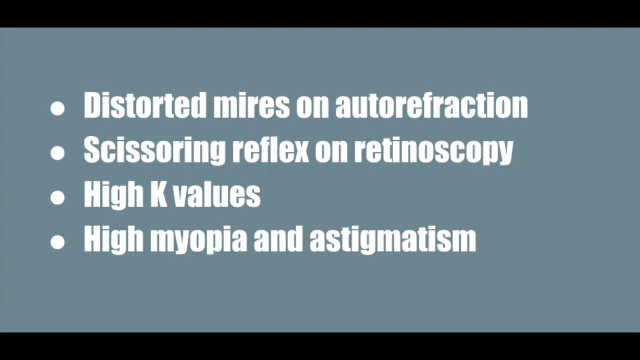 ● Distorted mires on autorefraction
● Scissoring reflex on retinoscopy
● High K values
● High myopia and astigmatism